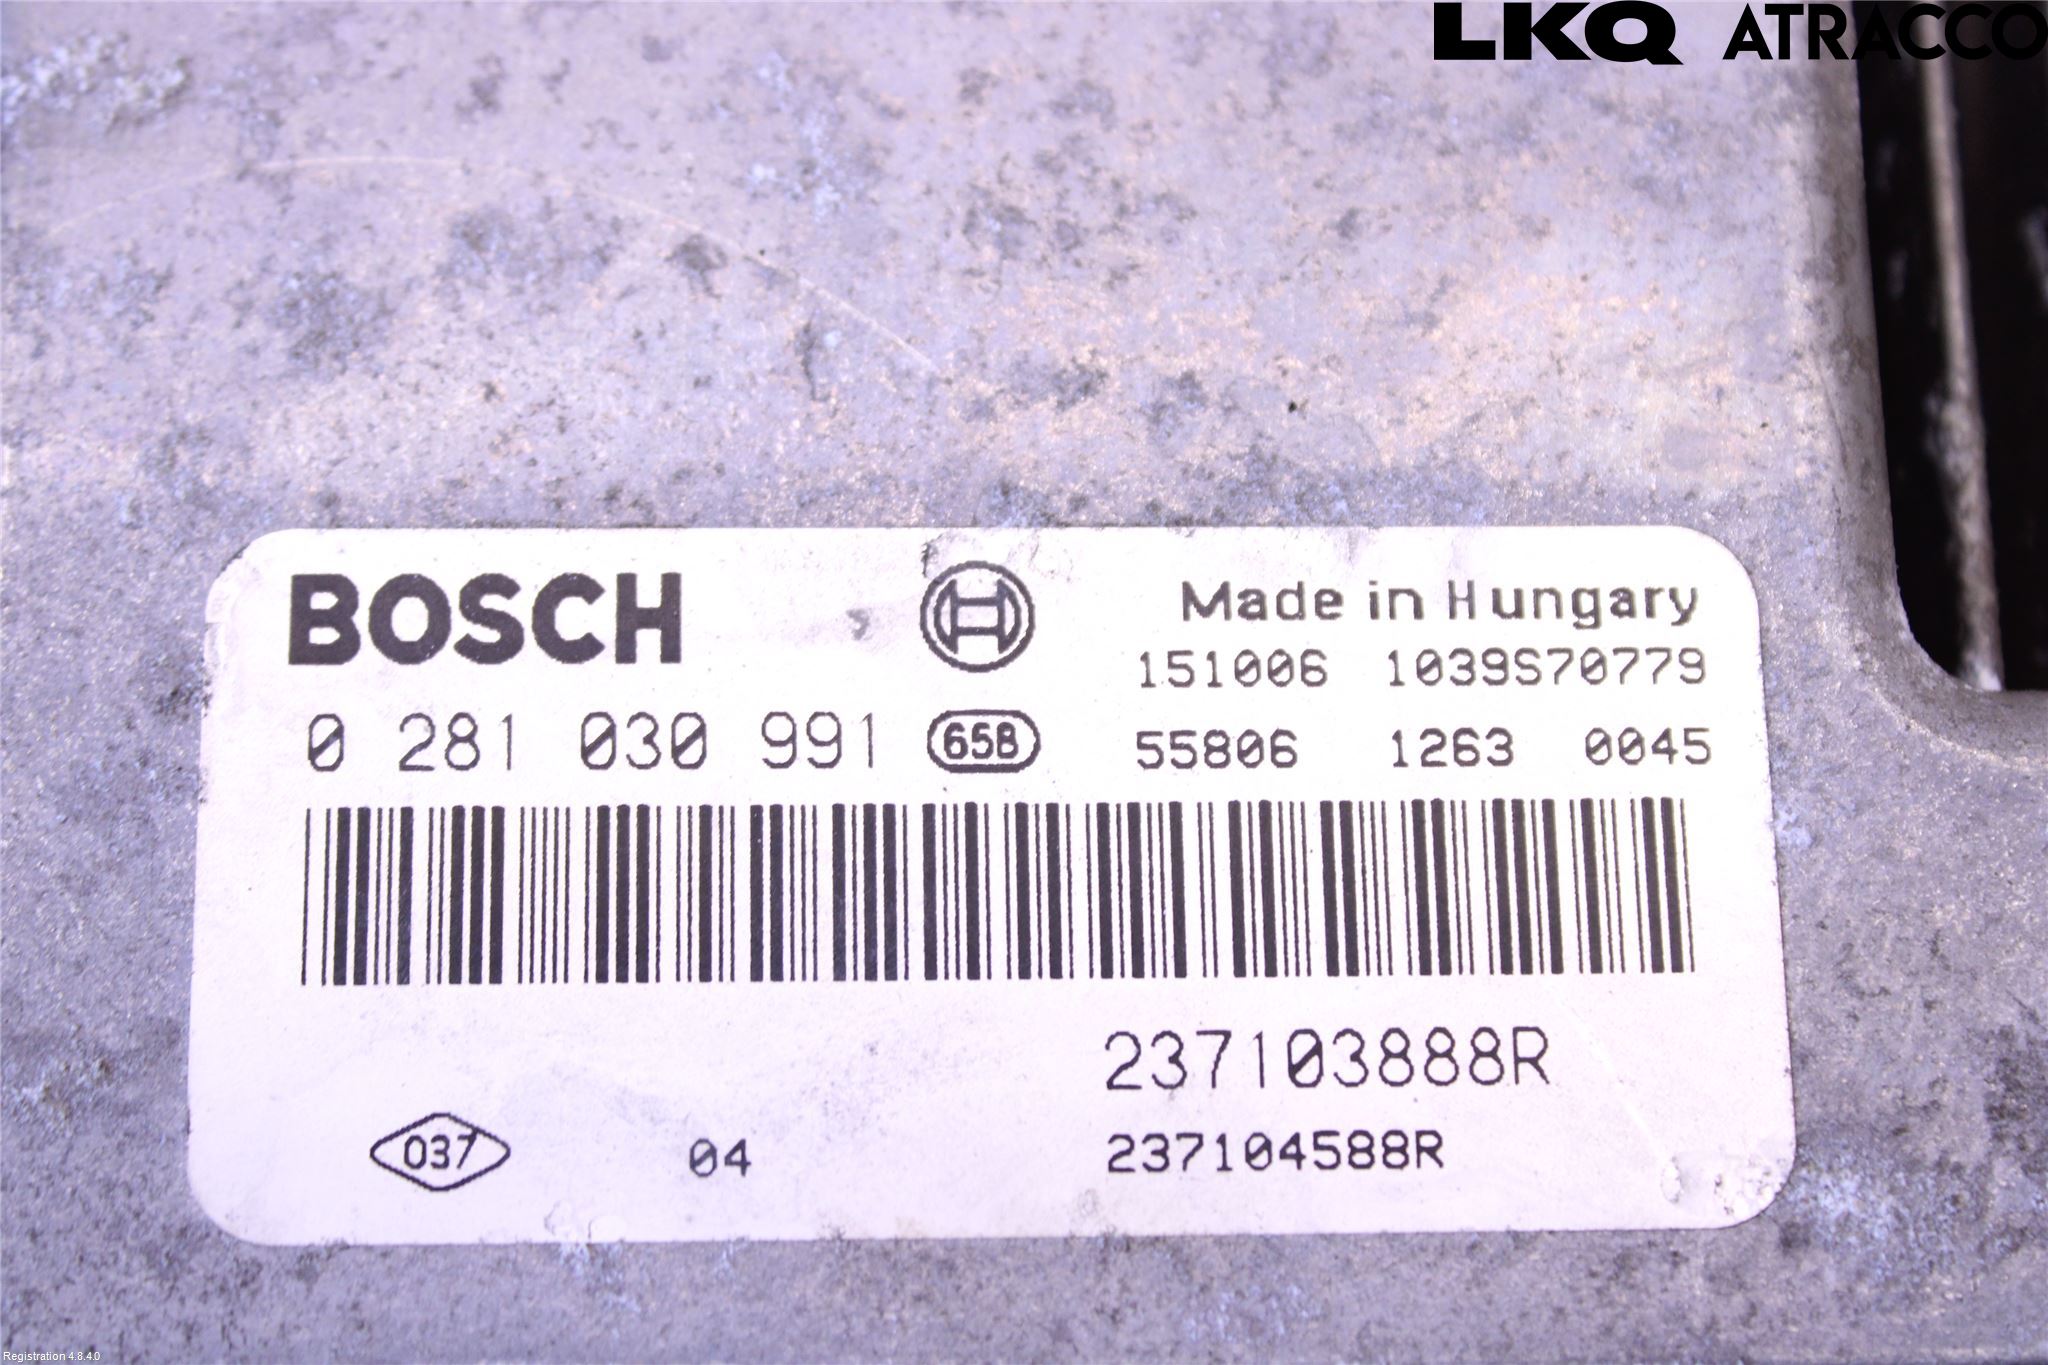 LKQ ATRACCO
BOSCH
Made in Hungary
151006 1039S70779
0 281 030 991 65B 55806 1263 0045
237103888R
037 04 237104588R
Registration 4.8.4.0